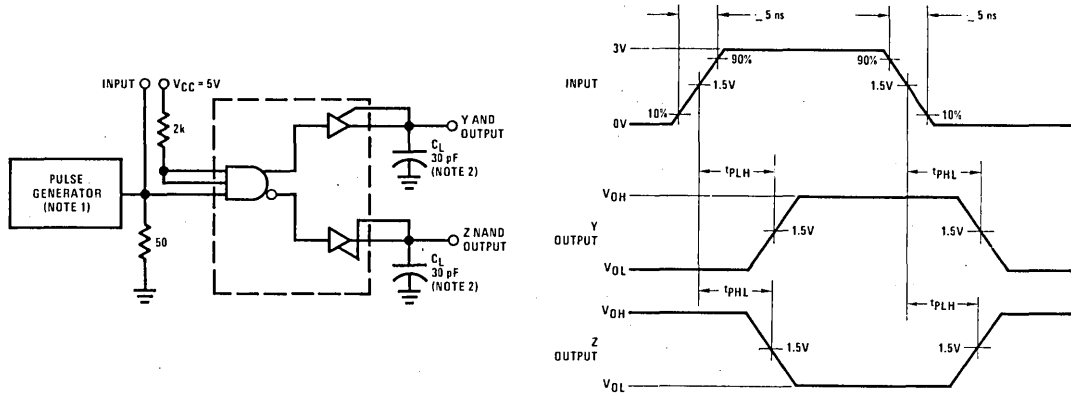 INPUT
VCC = 5V
2k
PULSE
GENERATOR
(NOTE 1)
50
Y AND
OUTPUT
CL
30 pF
(NOTE 2)
Z NAND
OUTPUT
CL
30 pF
(NOTE 2)
_ 5 ns
_ 5 ns
3V
90%
90%
INPUT
1.5V
1.5V
10%
10%
0V
tPLH
tPHL
VOH
Y
OUTPUT
1.5V
1.5V
VOL
tPHL
tPLH
VOH
Z
OUTPUT
1.5V
1.5V
VOL